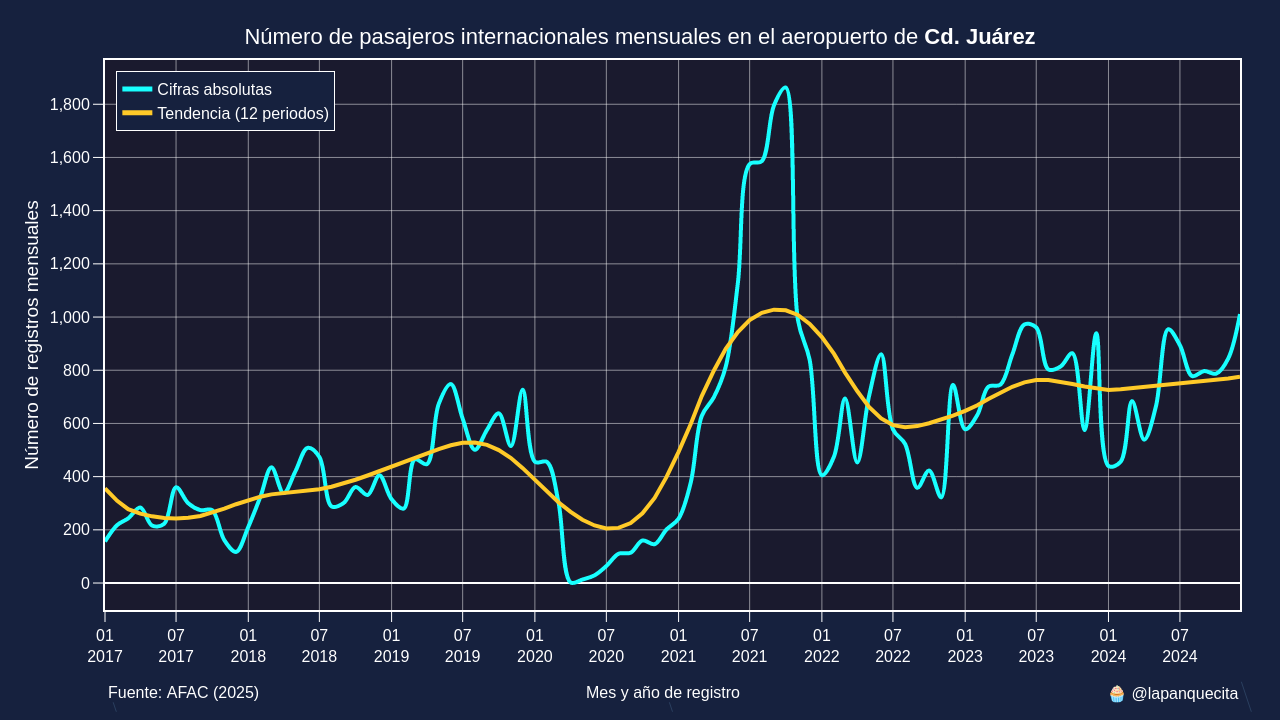 Número de pasajeros internacionales mensuales en el aeropuerto de Cd. Juárez
Cifras absolutas
Tendencia (12 periodos)
Número de registros mensuales
1,800
1,600
1,400
1,200
1,000
800
600
400
200
0
01 07 01 07 01 07 01 07 01 07 01 07 01 07 01 07
2017 2017 2018 2018 2019 2019 2020 2020 2021 2021 2022 2022 2023 2023 2024 2024
Fuente: AFAC (2025) Mes y año de registro 🧁 @lapanquecita